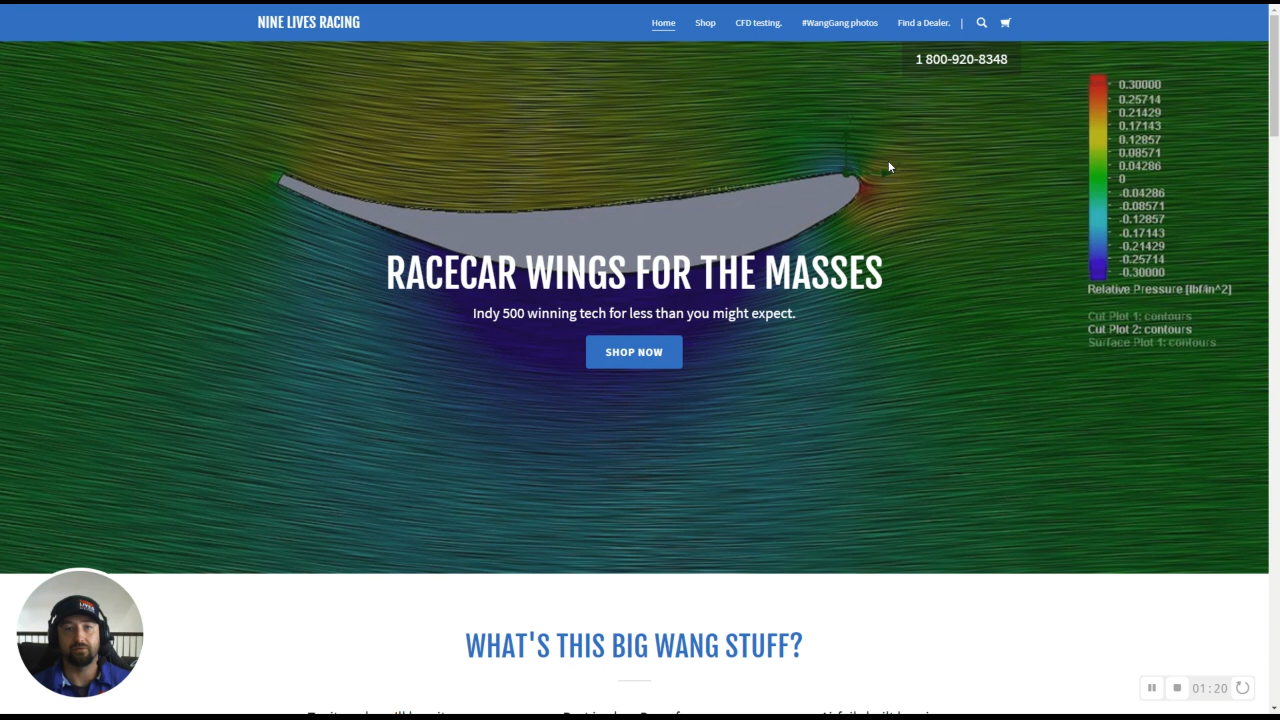 NINE LIVES RACING
Home Shop CFD testing. #WangGang photos Find a Dealer. |
1 800-920-8348
0.30000
0.25714
0.21429
0.17143
0.12857
0.08571
0.04286
0
-0.04286
-0.08571
-0.12857
-0.17143
-0.21429
-0.25714
-0.30000
Relative Pressure [lbf/in^2]
Cut Plot 1: contours
Cut Plot 2: contours
Surface Plot 1: contours
RACECAR WINGS FOR THE MASSES
Indy 500 winning tech for less than you might expect.
SHOP NOW
WHAT'S THIS BIG WANG STUFF?
LIVES
01:20